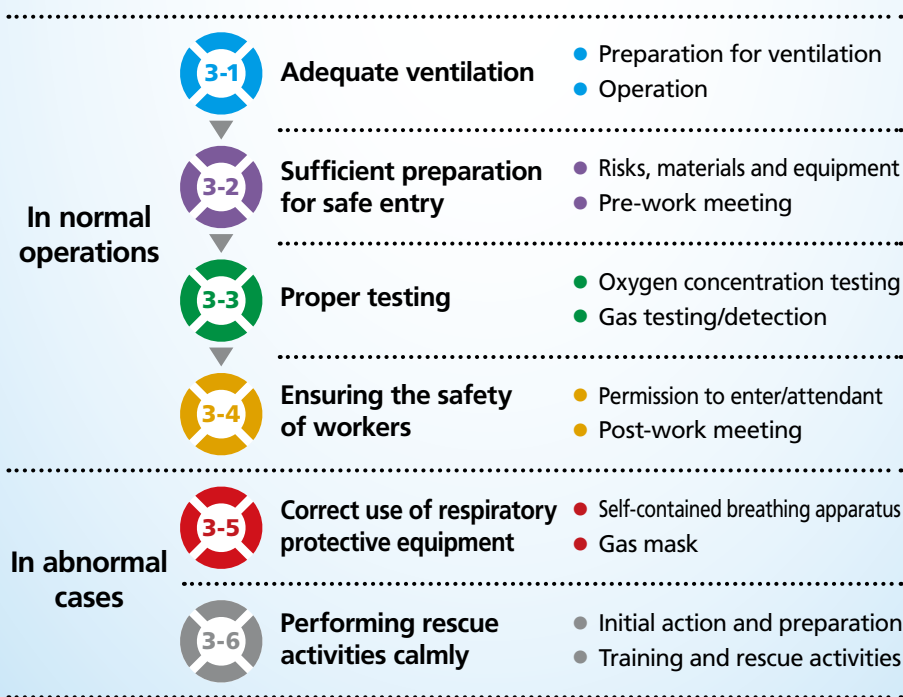 In normal
operations
3-1
Adequate ventilation
Preparation for ventilation
Operation
3-2
Sufficient preparation
for safe entry
Risks, materials and equipment
Pre-work meeting
3-3
Proper testing
Oxygen concentration testing
Gas testing/detection
3-4
Ensuring the safety
of workers
Permission to enter/attendant
Post-work meeting
In abnormal
cases
3-5
Correct use of respiratory
protective equipment
Self-contained breathing apparatus
Gas mask
3-6
Performing rescue
activities calmly
Initial action and preparation
Training and rescue activities